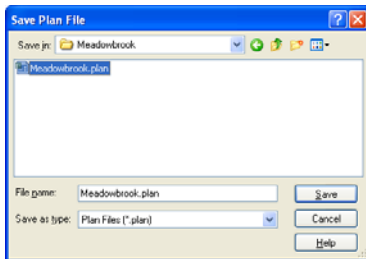 Save Plan File
Save in: Meadowbrook
Meadowbrook.plan
File name: Meadowbrook.plan Save
Save as type: Plan Files (*.plan) Cancel
Help